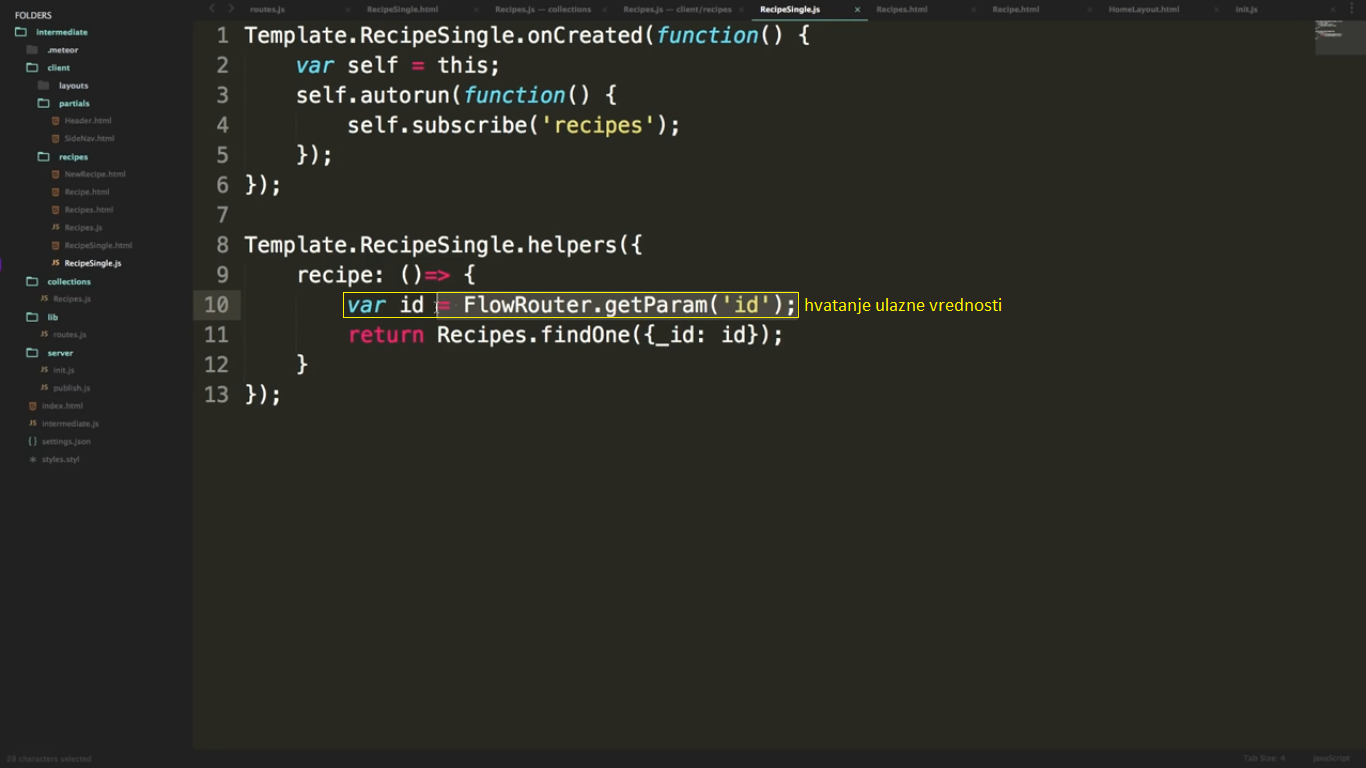 FOLDERS
intermediate
.meteor
client
layouts
partials
Header.html
SideNav.html
recipes
NewRecipe.html
Recipe.html
Recipes.html
Recipes.js
RecipeSingle.html
RecipeSingle.js
collections
Recipes.js
lib
routes.js
server
init.js
publish.js
index.html
intermediate.js
settings.json
styles.styl
routes.js RecipeSingle.html Recipes.js — collections Recipes.js — client/recipes RecipeSingle.js Recipes.html Recipe.html HomeLayout.html init.js
1 Template.RecipeSingle.onCreated(function() {
2 var self = this;
3 self.autorun(function() {
4 self.subscribe('recipes');
5 });
6 });
7
8 Template.RecipeSingle.helpers({
9 recipe: ()=> {
10 var id = FlowRouter.getParam('id'); hvatanje ulazne vrednosti
11 return Recipes.findOne({_id: id});
12 }
13 });
28 characters selected Tab Size: 4 JavaScript